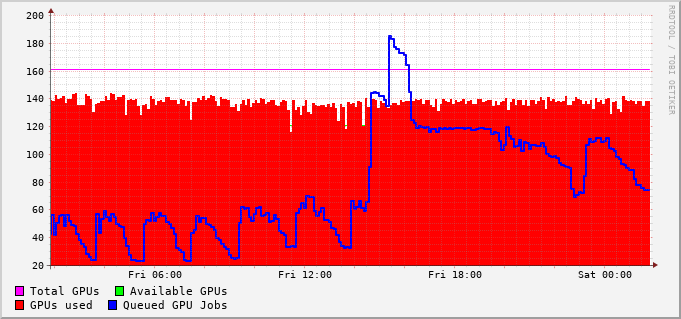 RRDTOOL / TOBI OETIKER
200
180
160
140
120
100
80
60
40
20
Fri 06:00 Fri 12:00 Fri 18:00 Sat 00:00
Total GPUs Available GPUs
GPUs used Queued GPU Jobs